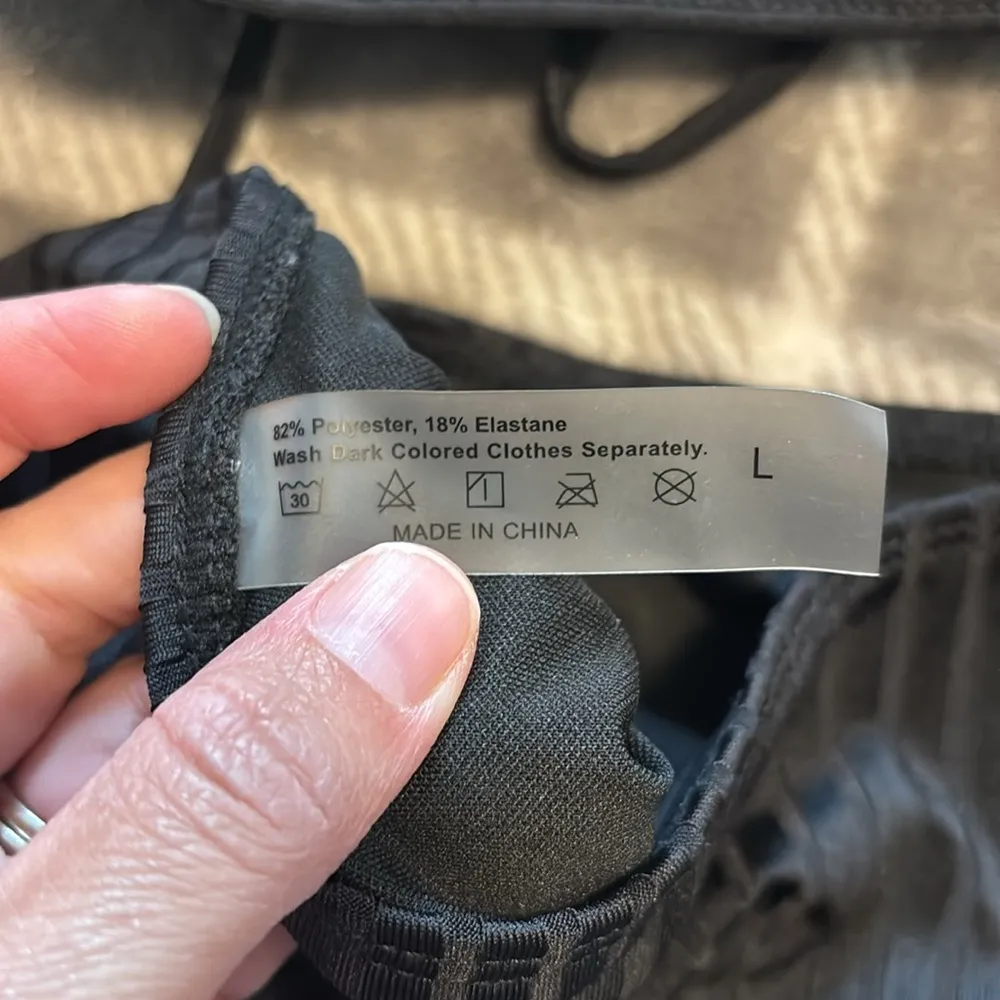 82% Polyester, 18% Elastane
Wash Dark Colored Clothes Separately.
L
30
MADE IN CHINA